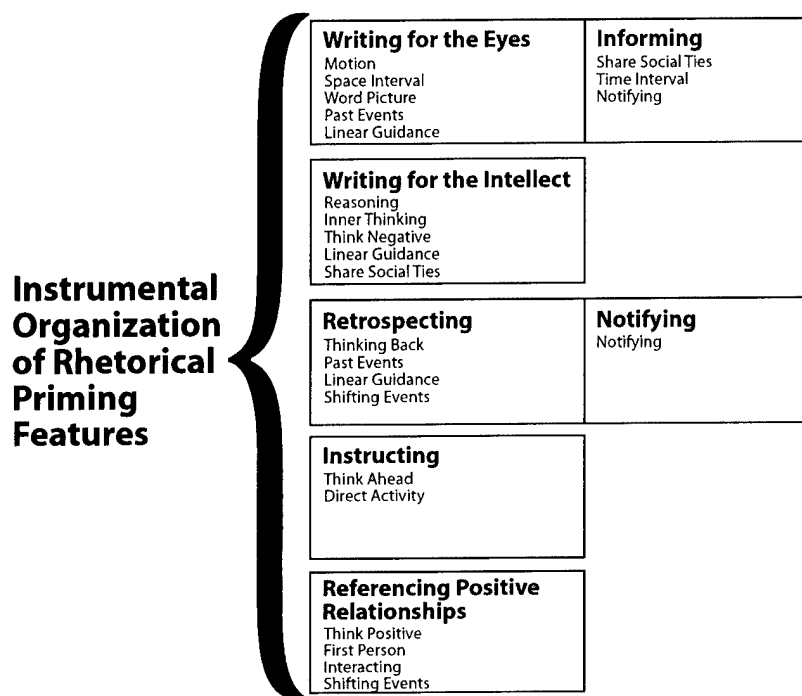 Instrumental
Organization
of Rhetorical
Priming
Features
Writing for the Eyes
Motion
Space Interval
Word Picture
Past Events
Linear Guidance
Informing
Share Social Ties
Time Interval
Notifying
Writing for the Intellect
Reasoning
Inner Thinking
Think Negative
Linear Guidance
Share Social Ties
Retrospecting
Thinking Back
Past Events
Linear Guidance
Shifting Events
Notifying
Notifying
Instructing
Think Ahead
Direct Activity
Referencing Positive
Relationships
Think Positive
First Person
Interacting
Shifting Events